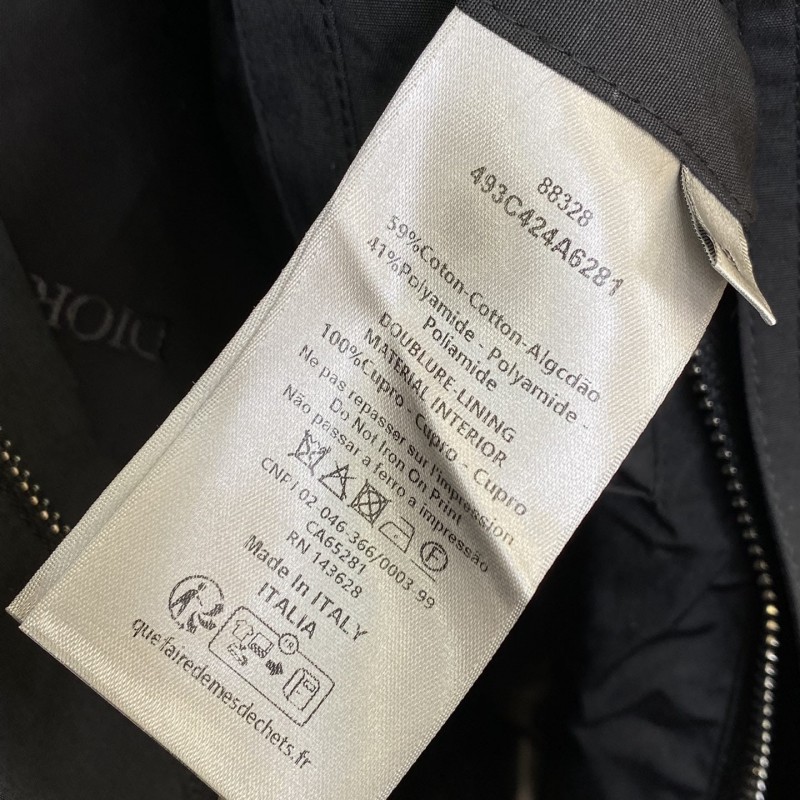 88328
493C424A6281
59%Coton-Cotton-Algcdão
41%Polyamide - Polyamide -
Poliamide
DOUBLURE-LINING
MATERIAL INTERIOR
100%Cupro - Cupro - Cupro
Ne pas repasser sur l'impression
Do Not Iron On Print
Não passar a ferro a impressão
F
CNPJ 02 046 366/0003 99
CA65281
RN 143628
Made In ITALY
ITALIA
FR
quefairedemesdechets.fr
DIOR